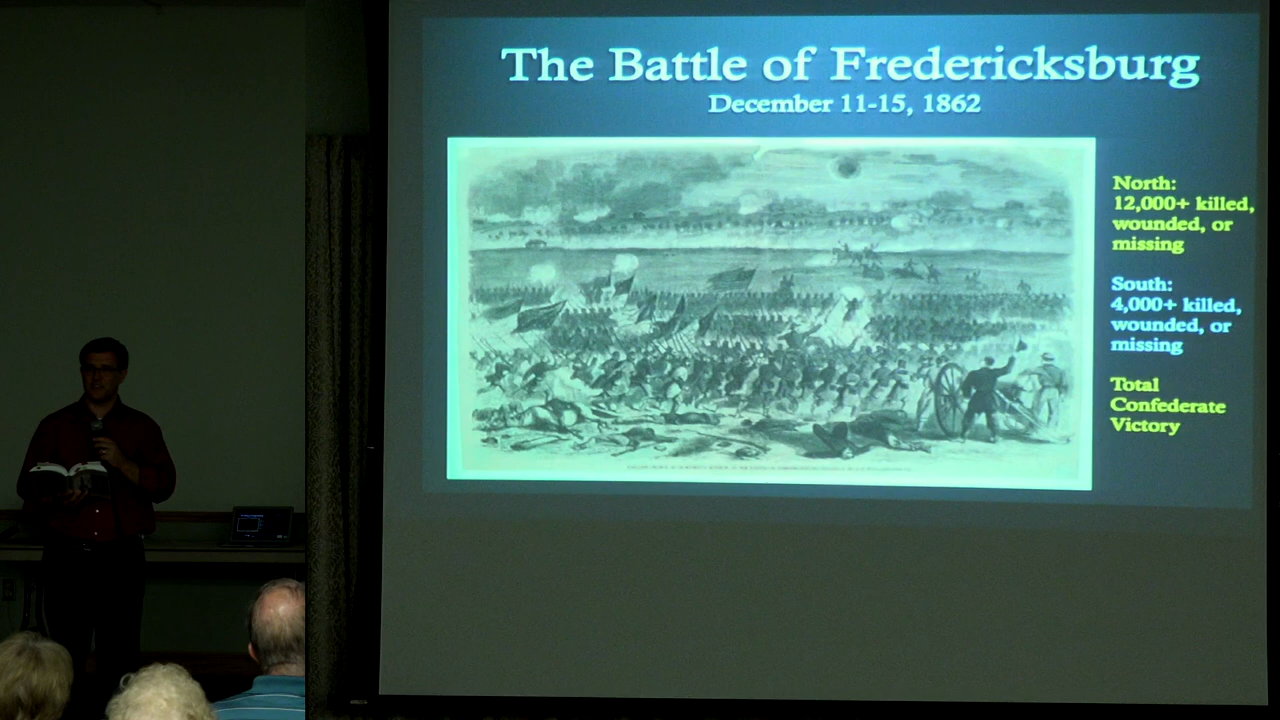 The Battle of Fredericksburg
December 11-15, 1862
North:
12,000+ killed,
wounded, or
missing
South:
4,000+ killed,
wounded, or
missing
Total
Confederate
Victory